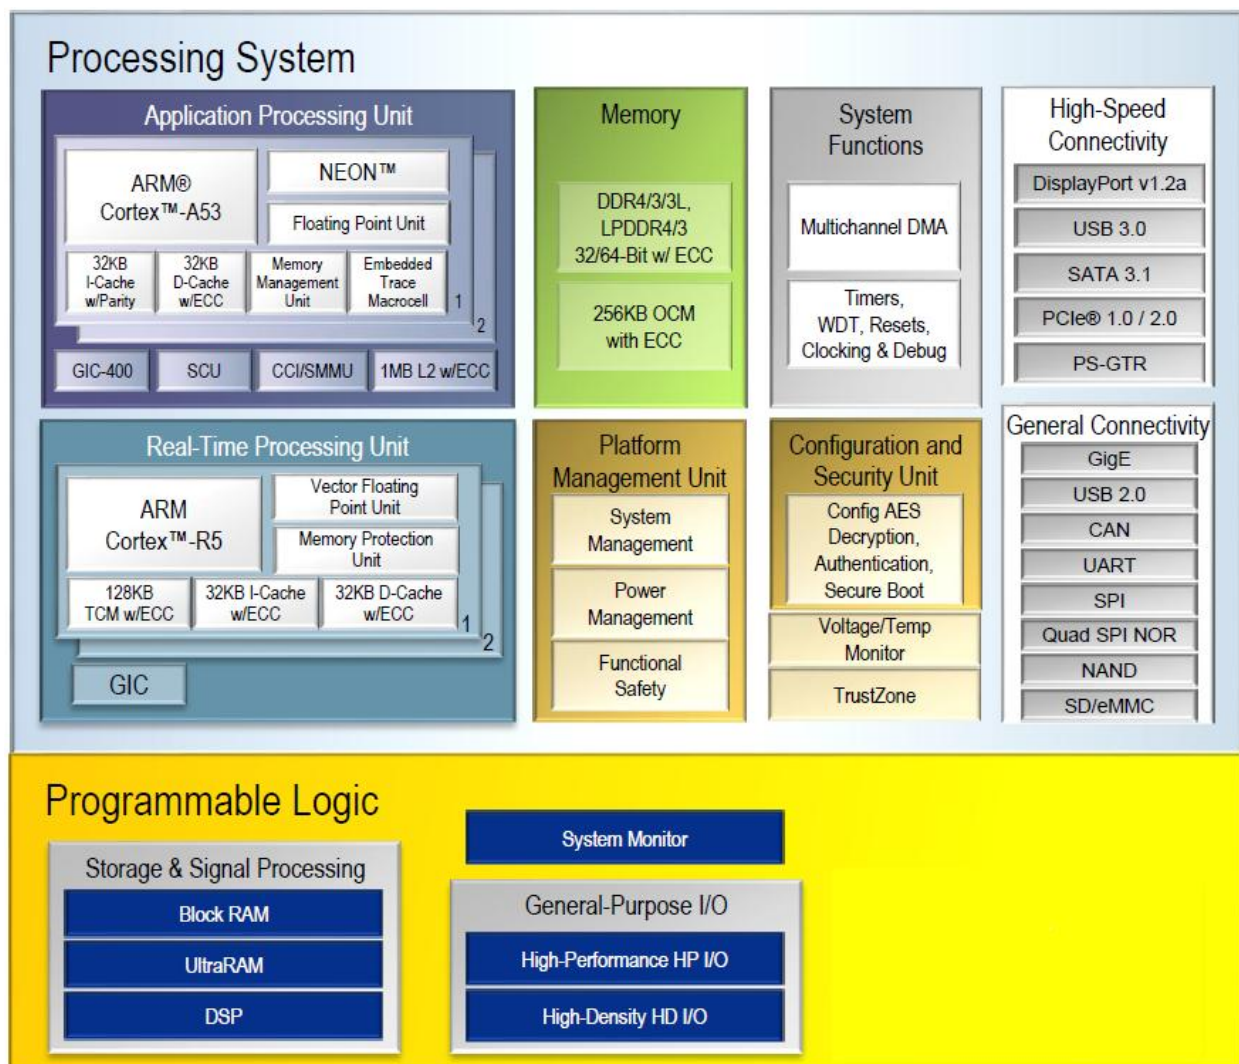 Processing System
Application Processing Unit
ARM®
Cortex™-A53
NEON™
Floating Point Unit
32KB
I-Cache
w/Parity
32KB
D-Cache
w/ECC
Memory
Management
Unit
Embedded
Trace
Macrocell
1
2
GIC-400
SCU
CCI/SMMU
1MB L2 w/ECC
Memory
DDR4/3/3L,
LPDDR4/3
32/64-Bit w/ ECC
256KB OCM
with ECC
System
Functions
Multichannel DMA
Timers,
WDT, Resets,
Clocking & Debug
High-Speed
Connectivity
DisplayPort v1.2a
USB 3.0
SATA 3.1
PCIe® 1.0 / 2.0
PS-GTR
Real-Time Processing Unit
ARM
Cortex™-R5
Vector Floating
Point Unit
Memory Protection
Unit
128KB
TCM w/ECC
32KB I-Cache
w/ECC
32KB D-Cache
w/ECC
1
2
GIC
Platform
Management Unit
System
Management
Power
Management
Functional
Safety
Configuration and
Security Unit
Config AES
Decryption,
Authentication,
Secure Boot
Voltage/Temp
Monitor
TrustZone
General Connectivity
GigE
USB 2.0
CAN
UART
SPI
Quad SPI NOR
NAND
SD/eMMC
Programmable Logic
Storage & Signal Processing
Block RAM
UltraRAM
DSP
System Monitor
General-Purpose I/O
High-Performance HP I/O
High-Density HD I/O